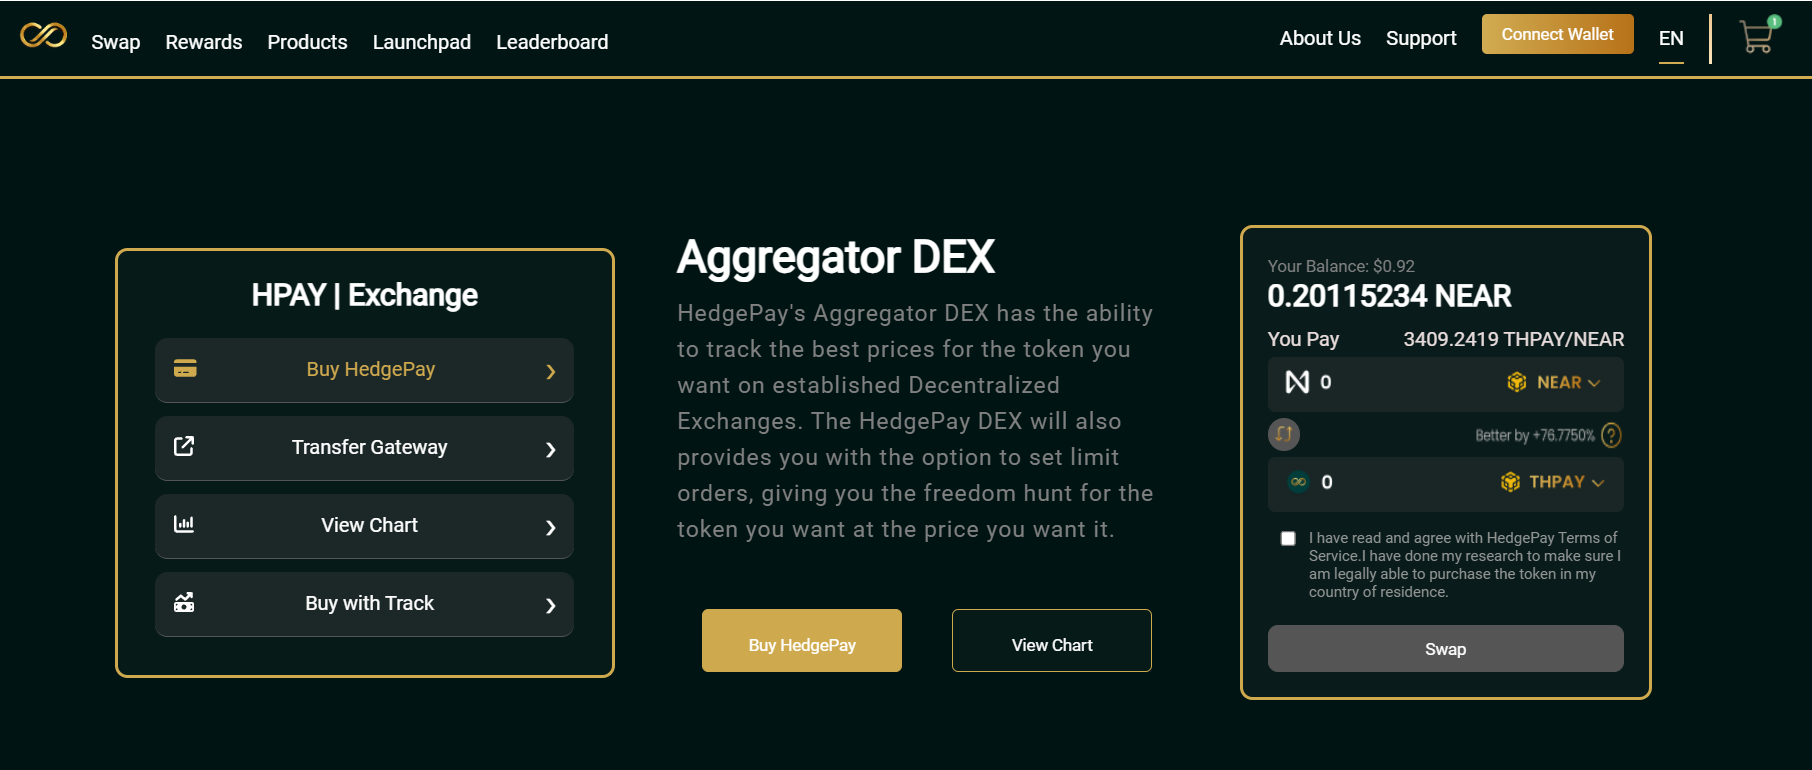 Swap Rewards Products Launchpad Leaderboard About Us Support Connect Wallet EN 1
HPAY | Exchange
Buy HedgePay
Transfer Gateway
View Chart
Buy with Track
Aggregator DEX
HedgePay's Aggregator DEX has the ability
to track the best prices for the token you
want on established Decentralized
Exchanges. The HedgePay DEX will also
provides you with the option to set limit
orders, giving you the freedom hunt for the
token you want at the price you want it.
Buy HedgePay View Chart
Your Balance: $0.92
0.20115234 NEAR
You Pay 3409.2419 THPAY/NEAR
0 NEAR
Better by +76.7750% ?
0 THPAY
I have read and agree with HedgePay Terms of
Service.I have done my research to make sure I
am legally able to purchase the token in my
country of residence.
Swap